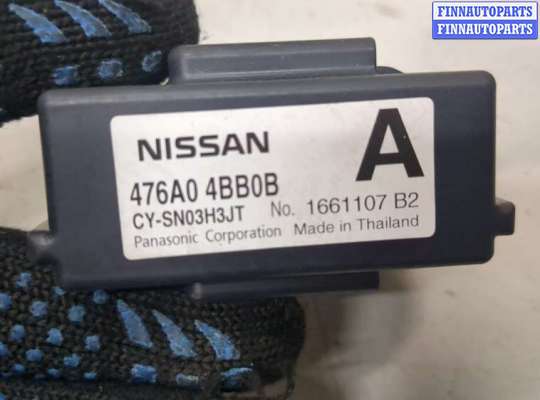 FINNAUTOPARTS
FINNAUTOPARTS
NISSAN
A
476A0 4BB0B
CY-SN03H3JT No. 1661107 B2
Panasonic Corporation Made in Thailand